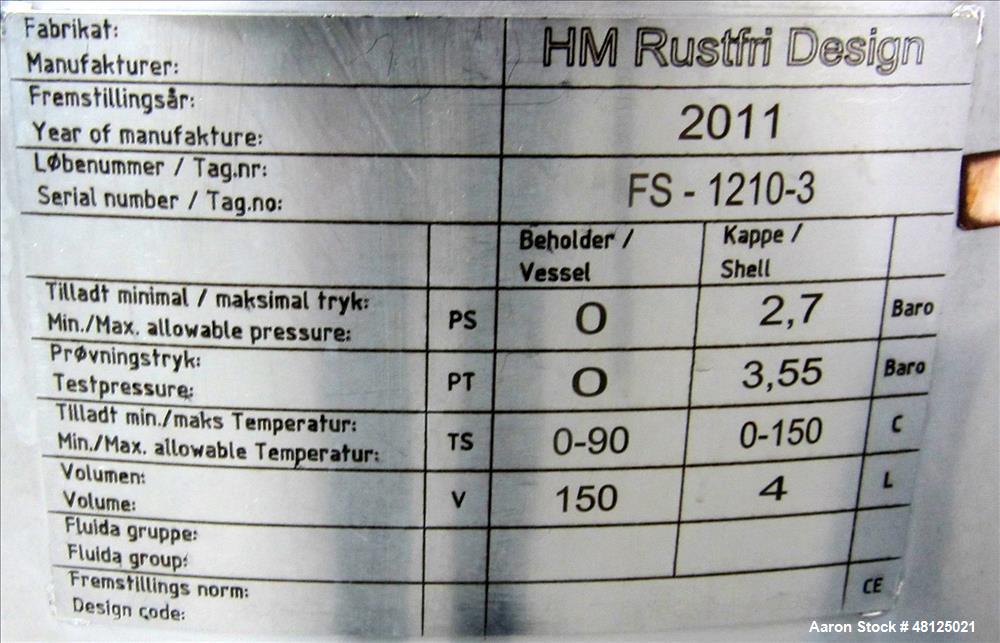 Fabrikat:
Manufakturer:
HM Rustfri Design
Fremstillingsår:
Year of manufakture:
2011
LØbenummer / Tag.nr:
Serial number / Tag.no:
FS - 1210-3
Beholder /
Vessel
Kappe /
Shell
Tilladt minimal / maksimal tryk:
Min./Max. allowable pressure:
PS
0
2,7
Baro
PrØvningstryk:
Testpressure:
PT
0
3,55
Baro
Tilladt min./maks Temperatur:
Min./Max. allowable Temperatur:
TS
0-90
0-150
C
Volumen:
Volume:
V
150
4
L
Fluida gruppe:
Fluida group:
Fremstillings norm:
Design code:
CE
Aaron Stock # 48125021